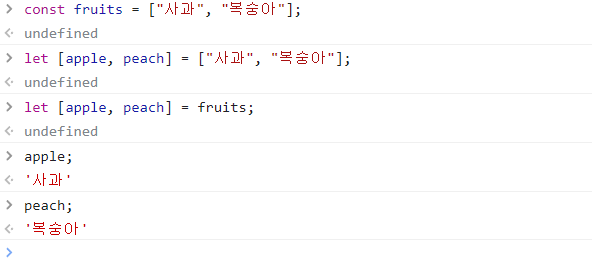 const fruits = ["사과", "복숭아"];
undefined
let [apple, peach] = ["사과", "복숭아"];
undefined
let [apple, peach] = fruits;
undefined
apple;
'사과'
peach;
'복숭아'